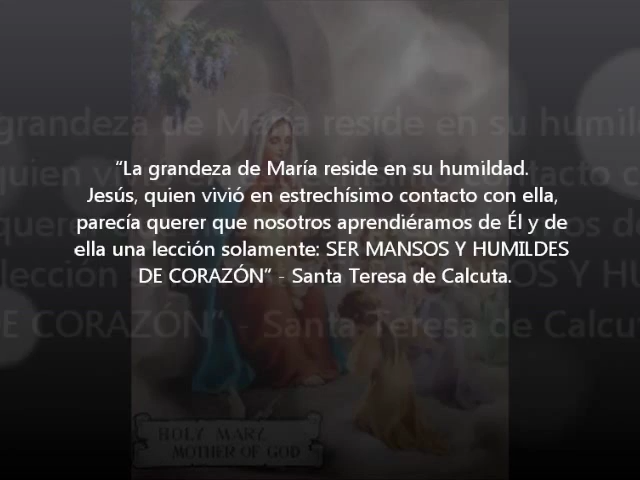 “La grandeza de María reside en su humildad.
Jesús, quien vivió en estrechísimo contacto con ella,
parecía querer que nosotros aprendiéramos de Él y de
ella una lección solamente: SER MANSOS Y HUMILDES
DE CORAZÓN” - Santa Teresa de Calcuta.
HOLY MARY,
MOTHER OF GOD